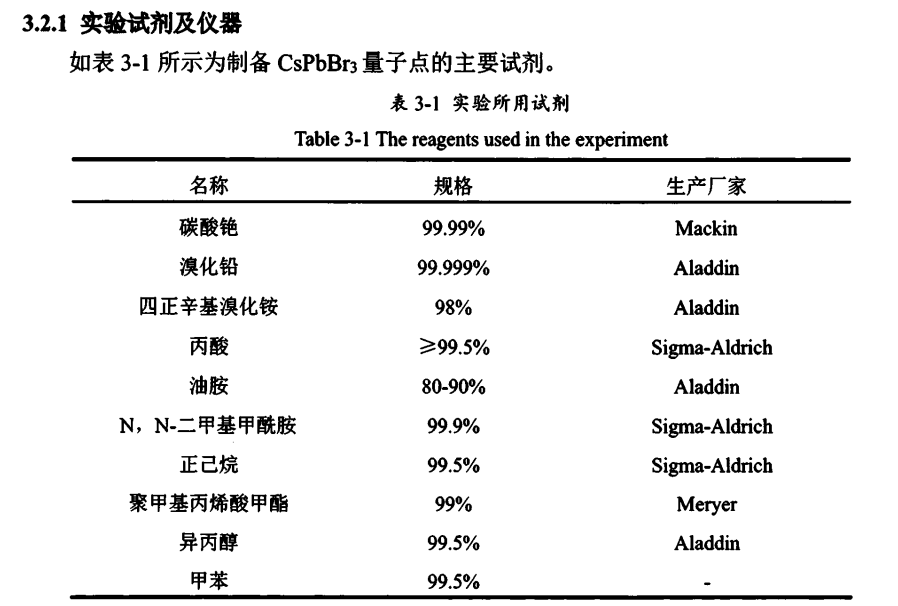 3.2.1 实验试剂及仪器
如表 3-1 所示为制备 CsPbBr₃ 量子点的主要试剂。
表 3-1 实验所用试剂
Table 3-1 The reagents used in the experiment
名称 规格 生产厂家
碳酸铯 99.99% Mackin
溴化铅 99.999% Aladdin
四正辛基溴化铵 98% Aladdin
丙酸 ≥99.5% Sigma-Aldrich
油胺 80-90% Aladdin
N，N-二甲基甲酰胺 99.9% Sigma-Aldrich
正己烷 99.5% Sigma-Aldrich
聚甲基丙烯酸甲酯 99% Meryer
异丙醇 99.5% Aladdin
甲苯 99.5% -